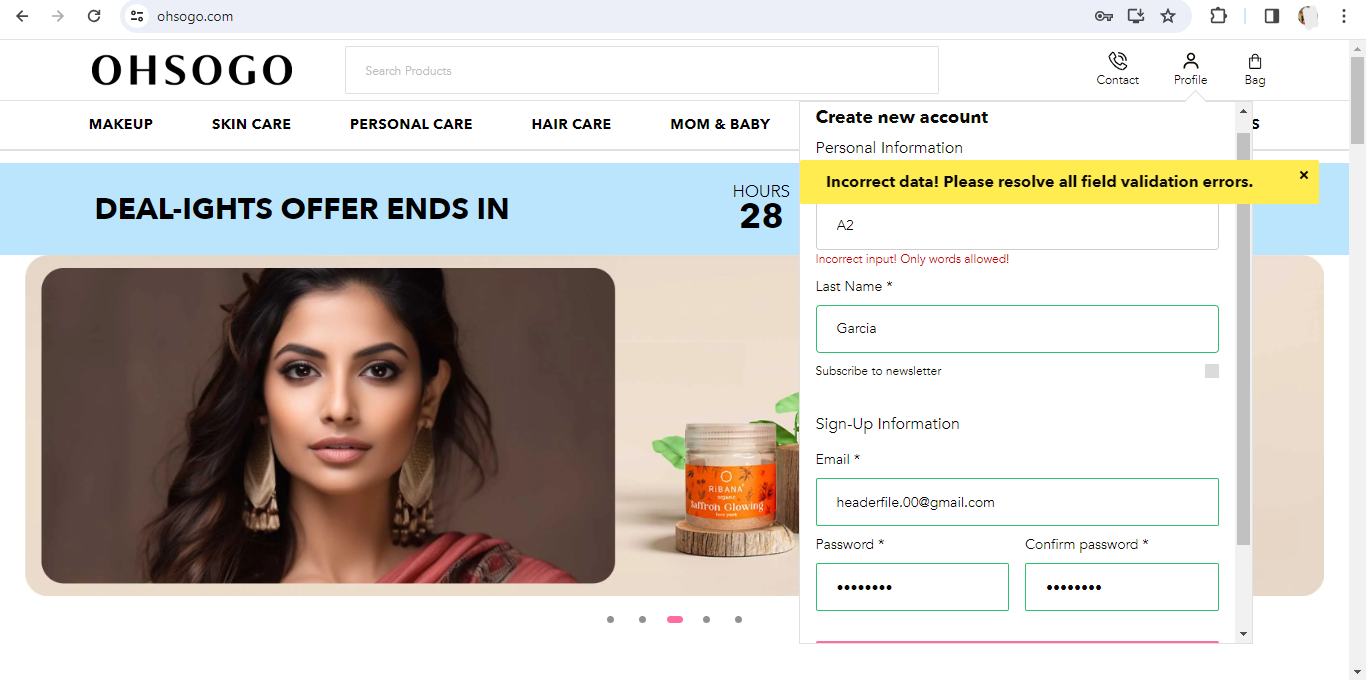 ohsogo.com
OHSOGO
Search Products
Contact
Profile
Bag
MAKEUP
SKIN CARE
PERSONAL CARE
HAIR CARE
MOM & BABY
S
Create new account
Personal Information
Incorrect data! Please resolve all field validation errors.
DEAL-IGHTS OFFER ENDS IN
HOURS
28
A2
Incorrect input! Only words allowed!
Last Name *
Garcia
Subscribe to newsletter
Sign-Up Information
Email *
headerfile.00@gmail.com
Password *
Confirm password *
RiBANA
organic
Saffron Glowing
face pack